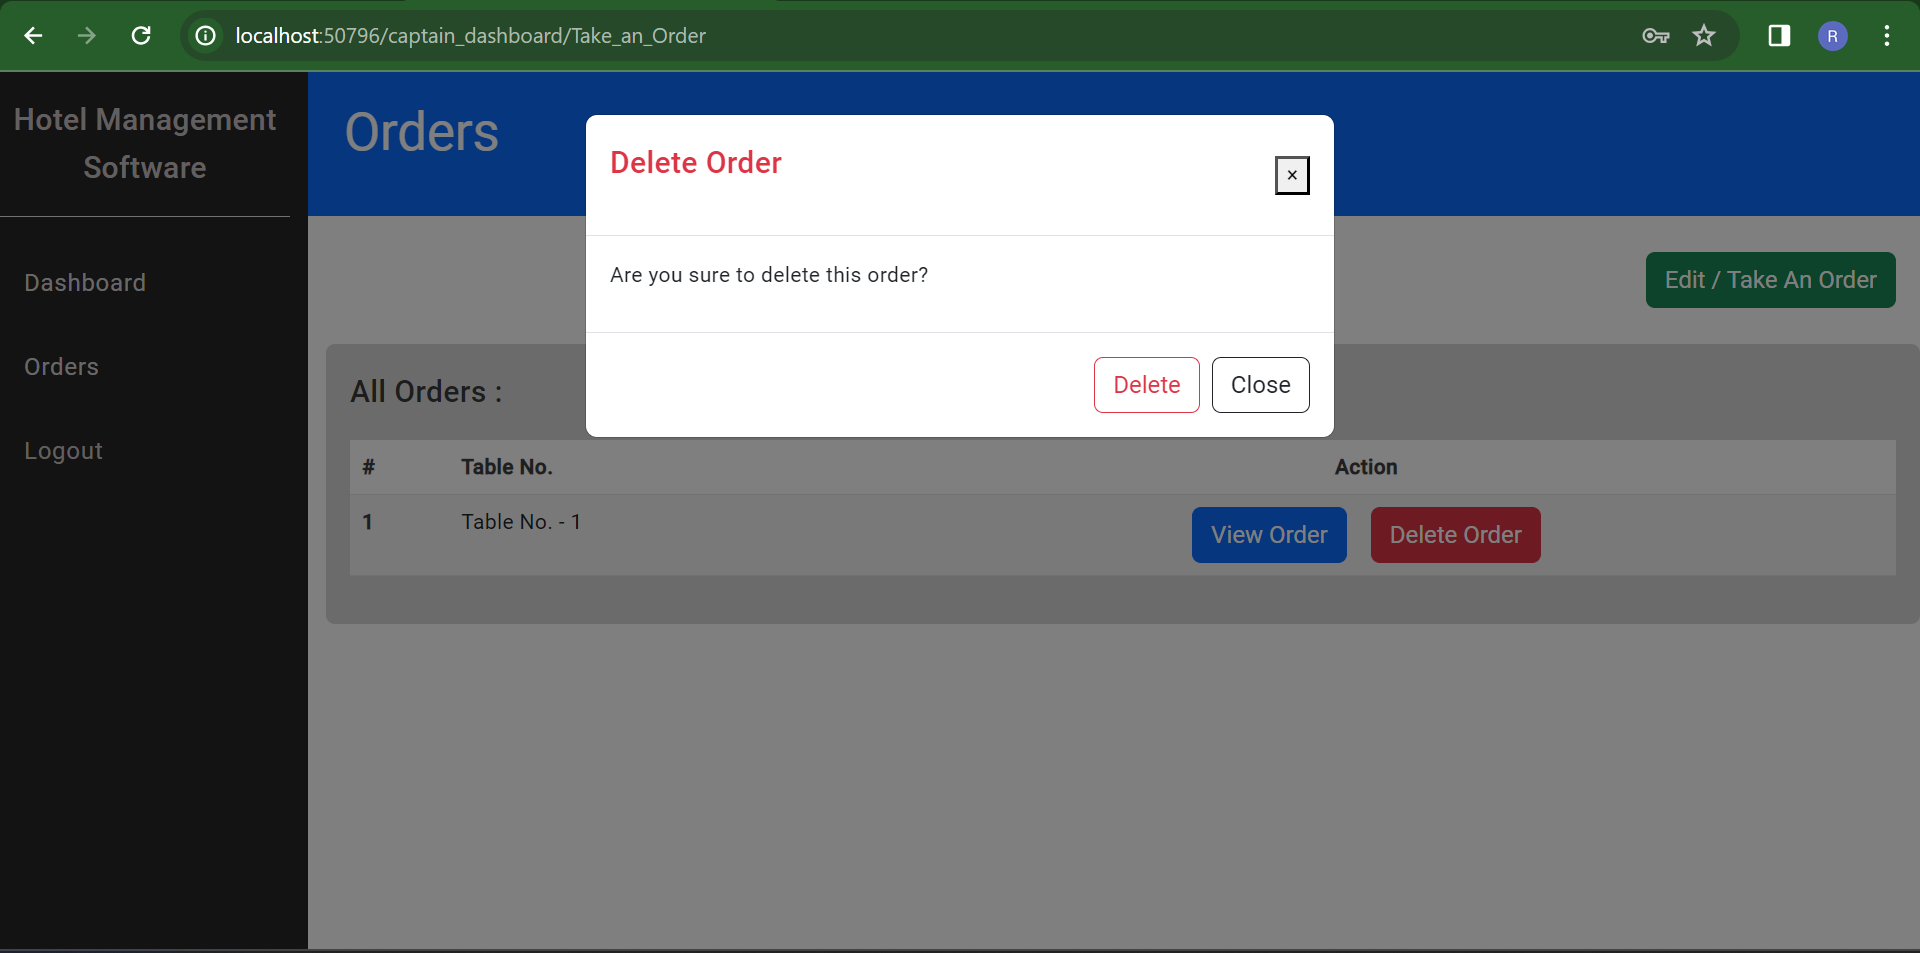 localhost:50796/captain_dashboard/Take_an_Order
R
Hotel Management
Software
Dashboard
Orders
Logout
Orders
Delete Order
×
Are you sure to delete this order?
Delete Close
Edit / Take An Order
All Orders :
# Table No. Action
1 Table No. - 1 View Order Delete Order